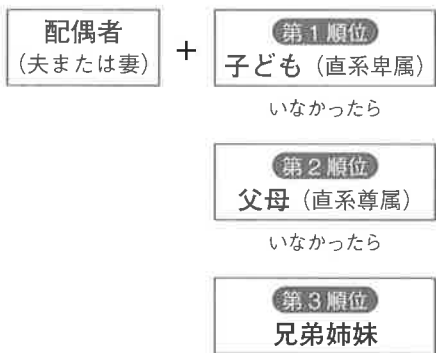 配偶者
(夫または妻)
+
第1順位
子ども(直系卑属)
いなかったら
第2順位
父母(直系尊属)
いなかったら
第3順位
兄弟姉妹